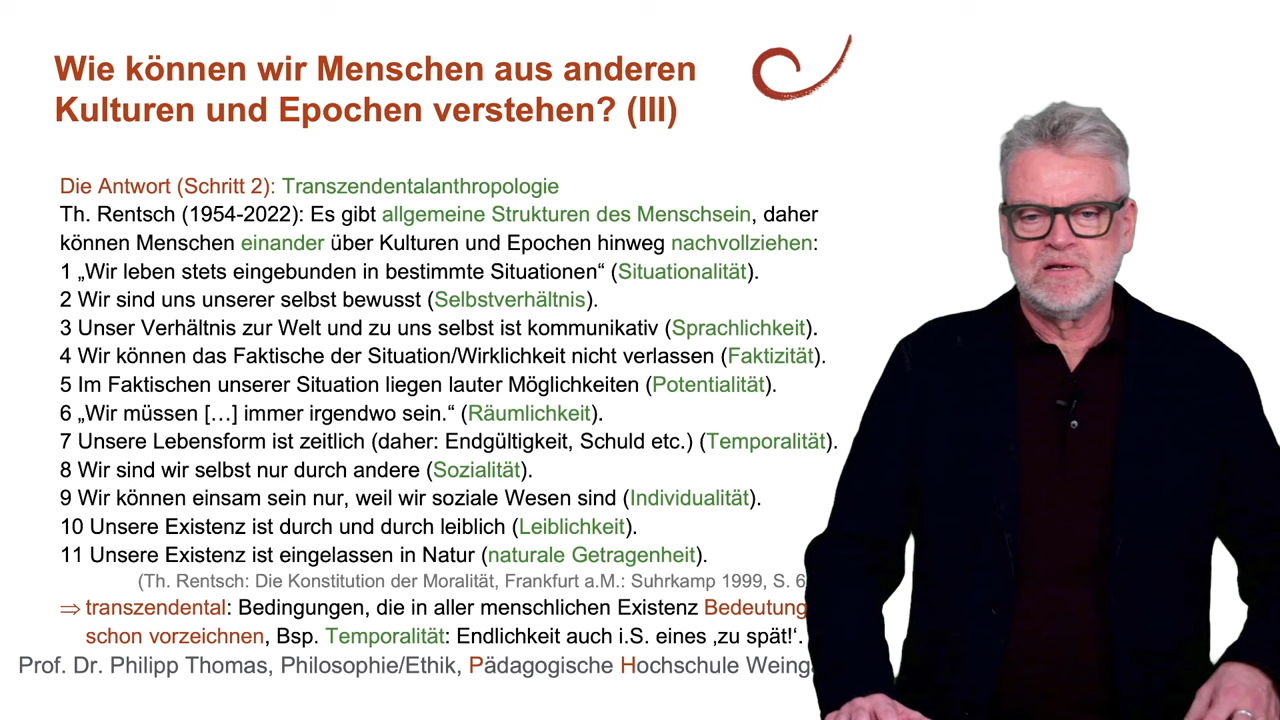 Wie können wir Menschen aus anderen
Kulturen und Epochen verstehen? (III)
Die Antwort (Schritt 2): Transzendentalanthropologie
Th. Rentsch (1954-2022): Es gibt allgemeine Strukturen des Menschsein, daher
können Menschen einander über Kulturen und Epochen hinweg nachvollziehen:
1 „Wir leben stets eingebunden in bestimmte Situationen“ (Situationalität).
2 Wir sind uns unserer selbst bewusst (Selbstverhältnis).
3 Unser Verhältnis zur Welt und zu uns selbst ist kommunikativ (Sprachlichkeit).
4 Wir können das Faktische der Situation/Wirklichkeit nicht verlassen (Faktizität).
5 Im Faktischen unserer Situation liegen lauter Möglichkeiten (Potentialität).
6 „Wir müssen […] immer irgendwo sein.“ (Räumlichkeit).
7 Unsere Lebensform ist zeitlich (daher: Endgültigkeit, Schuld etc.) (Temporalität).
8 Wir sind wir selbst nur durch andere (Sozialität).
9 Wir können einsam sein nur, weil wir soziale Wesen sind (Individualität).
10 Unsere Existenz ist durch und durch leiblich (Leiblichkeit).
11 Unsere Existenz ist eingelassen in Natur (naturale Getragenheit).
(Th. Rentsch: Die Konstitution der Moralität, Frankfurt a.M.: Suhrkamp 1999, S. 6
⇒ transzendental: Bedingungen, die in aller menschlichen Existenz Bedeutung
schon vorzeichnen, Bsp. Temporalität: Endlichkeit auch i.S. eines ‚zu spät!‘.
Prof. Dr. Philipp Thomas, Philosophie/Ethik, Pädagogische Hochschule Weing